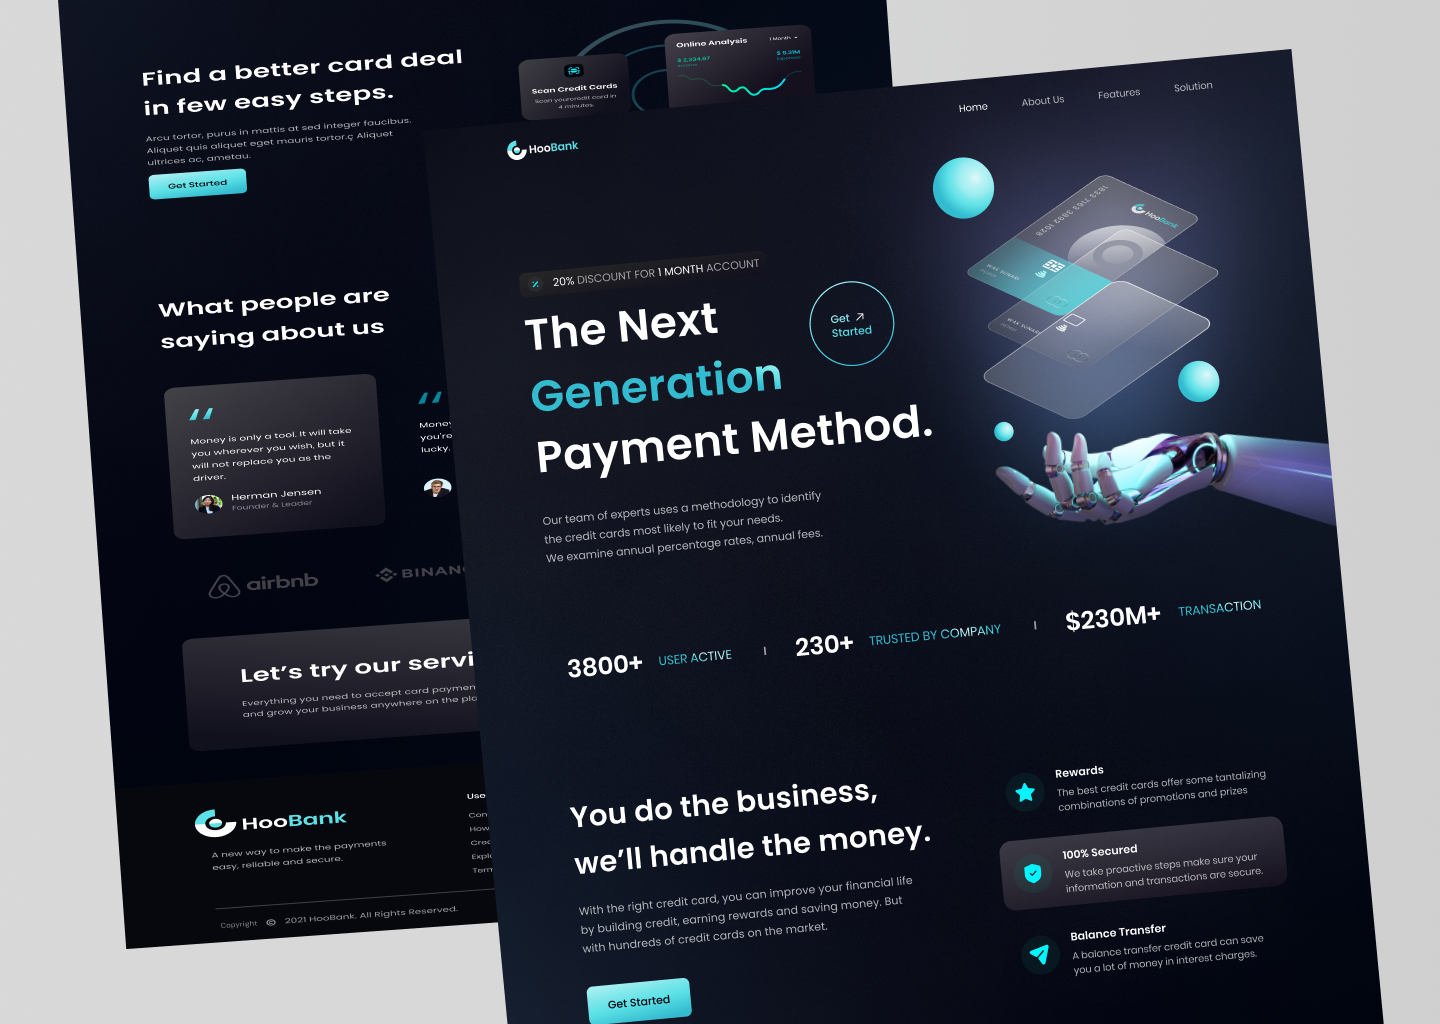 Find a better card deal
in few easy steps.
Arcu tortor, purus in mattis at sed integer faucibus.
Aliquet quis aliquet eget mauris tortor.ç Aliquet
ultrices ac, ametau.
Get Started
Scan Credit Cards
Scan yourcredit card in
4 minutes.
Online Analysis
1 Month
$ 2,334,67
$ 5.31M
What people are
saying about us
Money is only a tool. It will take
you wherever you wish, but it
will not replace you as the
driver.
Herman Jensen
Founder & Leader
Money
you're
lucky.
airbnb
BINANC
Let's try our servi
Everything you need to accept card paymen
and grow your business anywhere on the pla
HooBank
A new way to make the payments
easy, reliable and secure.
Use
Con
How
Crea
Explo
Term
Copyright © 2021 HooBank. All Rights Reserved.
HooBank
Home
About Us
Features
Solution
20% DISCOUNT FOR 1 MONTH ACCOUNT
The Next
Generation
Payment Method.
Get
Started
HooBank
Our team of experts uses a methodology to identify
the credit cards most likely to fit your needs.
We examine annual percentage rates, annual fees.
3800+ USER ACTIVE
230+ TRUSTED BY COMPANY
$230M+ TRANSACTION
You do the business,
we'll handle the money.
With the right credit card, you can improve your financial life
by building credit, earning rewards and saving money. But
with hundreds of credit cards on the market.
Get Started
Rewards
The best credit cards offer some tantalizing
combinations of promotions and prizes
100% Secured
We take proactive steps make sure your
information and transactions are secure.
Balance Transfer
A balance transfer credit card can save
you a lot of money in interest charges.